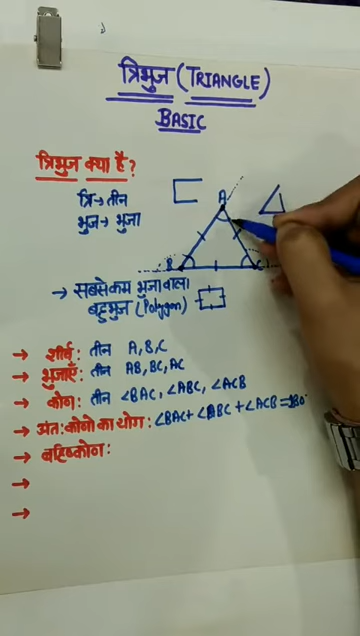 त्रिभुज (TRIANGLE)
BASIC
त्रिभुज क्या है?
त्रि→ तीन
भुज→ भुजा
A
B
→ सबसे कम भुजा वाला
बहुभुज (Polygon)
→ शीर्ष: तीन A, B, C
→ भुजाएँ: तीन AB, BC, AC
→ कोण: तीन ∠BAC, ∠ABC, ∠ACB
→ अंत: कोणो का योग: ∠BAC+ ∠ABC + ∠ACB = 180°
→ बहिष्कोण:
→
→